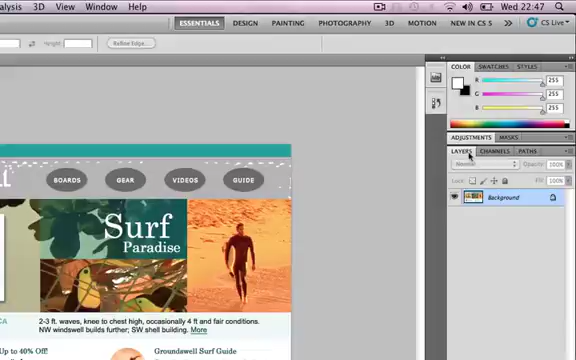 alysis 3D View Window Help Wed 22:47
ESSENTIALS DESIGN PAINTING PHOTOGRAPHY 3D MOTION NEW IN CS 5 CS Live
Height: Refine Edge...
COLOR SWATCHES STYLES
R 255
G 255
B 255
ADJUSTMENTS MASKS
LAYERS CHANNELS PATHS
Normal Opacity: 100%
Lock: Fill: 100%
Background
BOARDS GEAR VIDEOS GUIDE
Surf
Paradise
CA 2-3 ft. waves, knee to chest high, occasionally 4 ft and fair conditions.
NW windswell builds further; SW shell building. More
Up to 40% Off! Groundswell Surf Guide